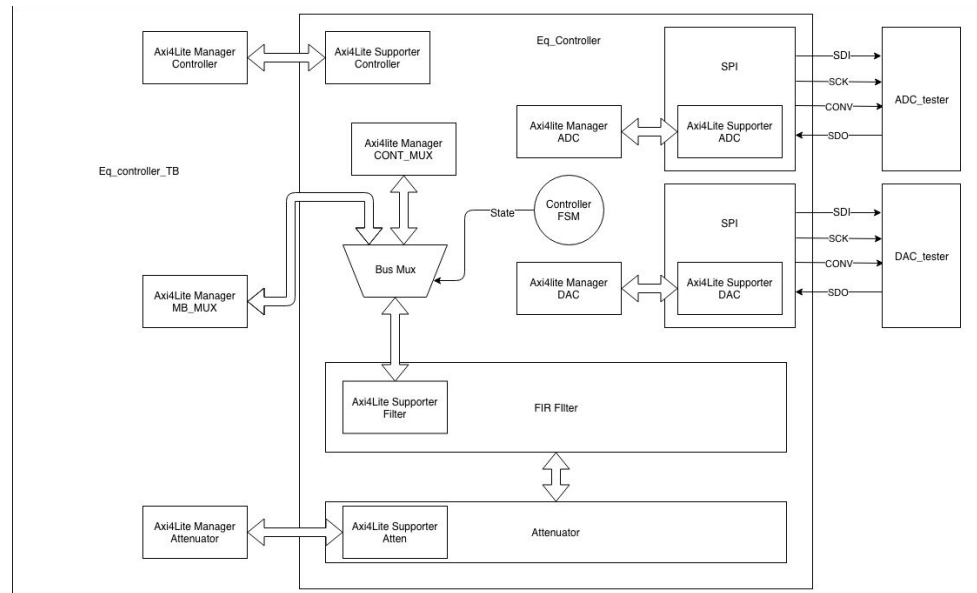 Axi4Lite Manager
Controller
Axi4Lite Supporter
Controller
Eq_Controller
SPI
SDI
SCK
CONV
SDO
ADC_tester
Axi4lite Manager
ADC
Axi4Lite Supporter
ADC
Axi4lite Manager
CONT_MUX
Eq_controller_TB
State
Controller
FSM
SPI
SDI
SCK
CONV
SDO
DAC_tester
Bus Mux
Axi4lite Manager
DAC
Axi4Lite Supporter
DAC
Axi4Lite Manager
MB_MUX
Axi4Lite Supporter
Filter
FIR FIlter
Axi4Lite Manager
Attenuator
Axi4Lite Supporter
Atten
Attenuator